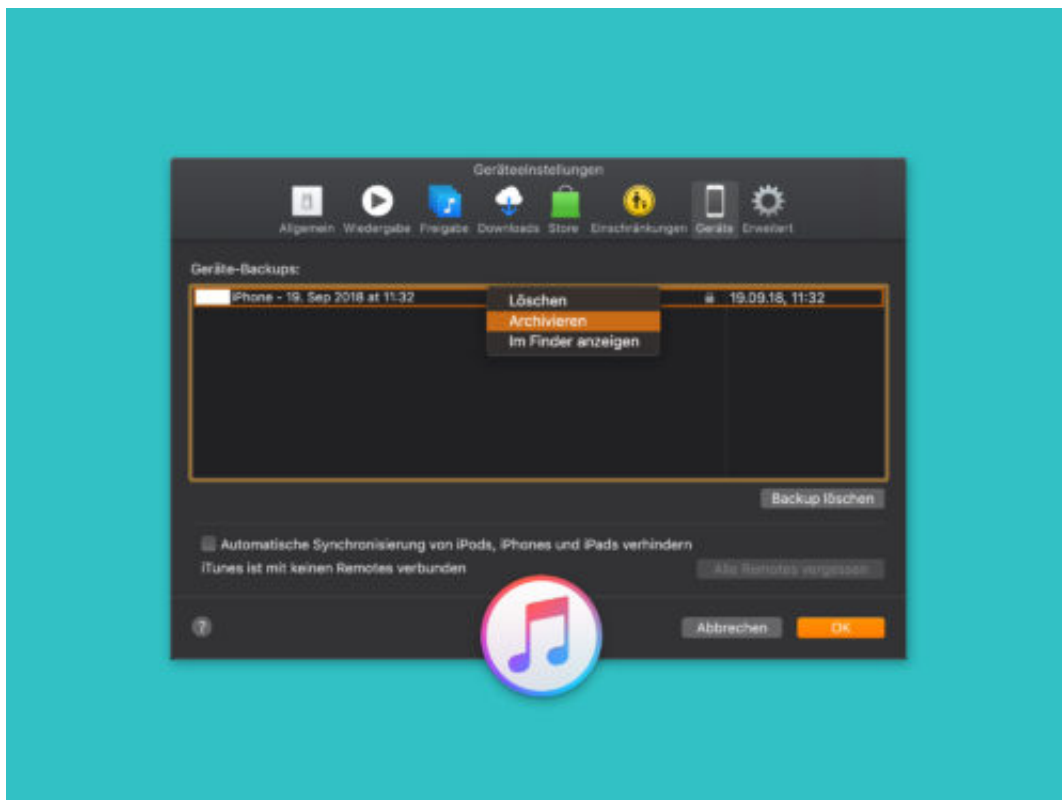 Geräteeinstellungen
Allgemein Wiedergabe Freigabe Downloads Store Einschränkungen Geräte Erweitert
Geräte-Backups:
iPhone - 19. Sep 2018 at 11:32
19.09.18, 11:32
Löschen
Archivieren
Im Finder anzeigen
Backup löschen
Automatische Synchronisierung von iPods, iPhones und iPads verhindern
iTunes ist mit keinen Remotes verbunden
Alle Remotes vergessen
?
Abbrechen
OK